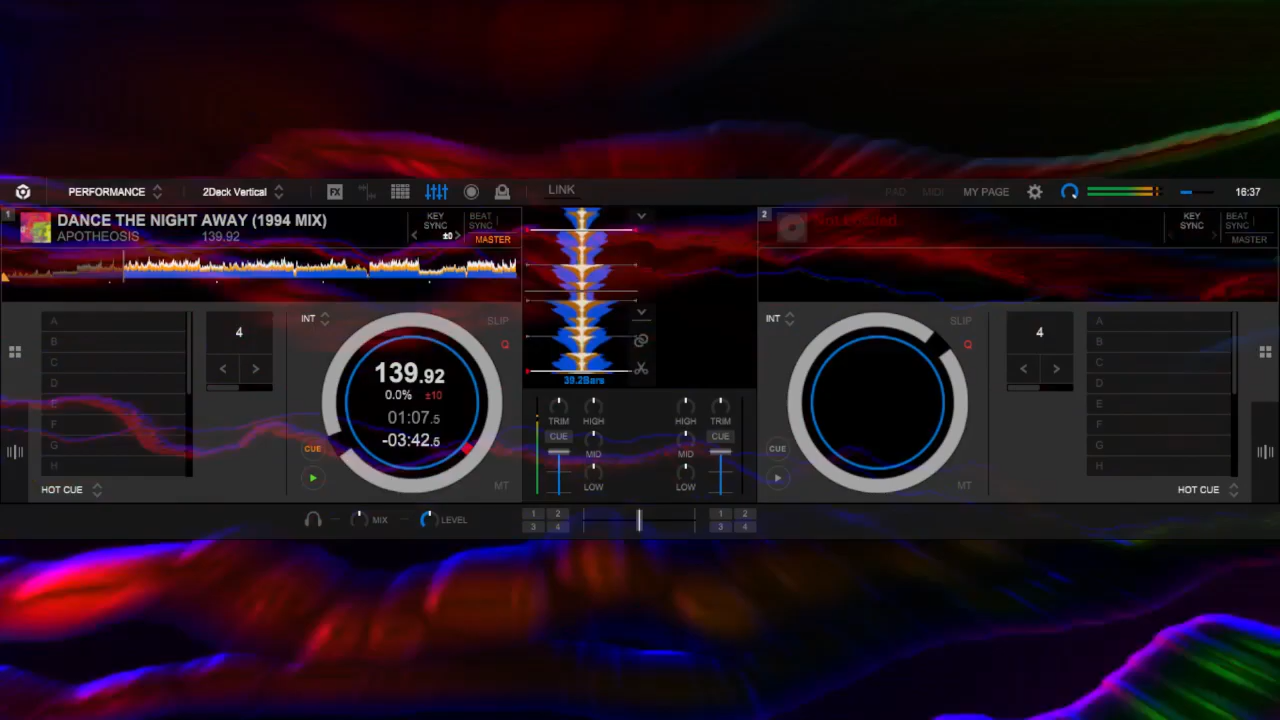 PERFORMANCE 2Deck Vertical FX LINK PAD MIDI MY PAGE 16:37
1 DANCE THE NIGHT AWAY (1994 MIX) KEY SYNC BEAT SYNC
APOTHEOSIS 139.92 ±0 MASTER
2 Not Loaded KEY SYNC BEAT SYNC
MASTER
A
B
C
D
E
F
G
H
HOT CUE
4
INT SLIP
Q
139.92
0.0% ±10
01:07.5
-03:42.5
CUE
MT
39.2Bars
TRIM HIGH HIGH TRIM
CUE MID MID CUE
LOW LOW
INT SLIP
Q
CUE
MT
4
A
B
C
D
E
F
G
H
HOT CUE
MIX LEVEL
1 2 1 2
3 4 3 4